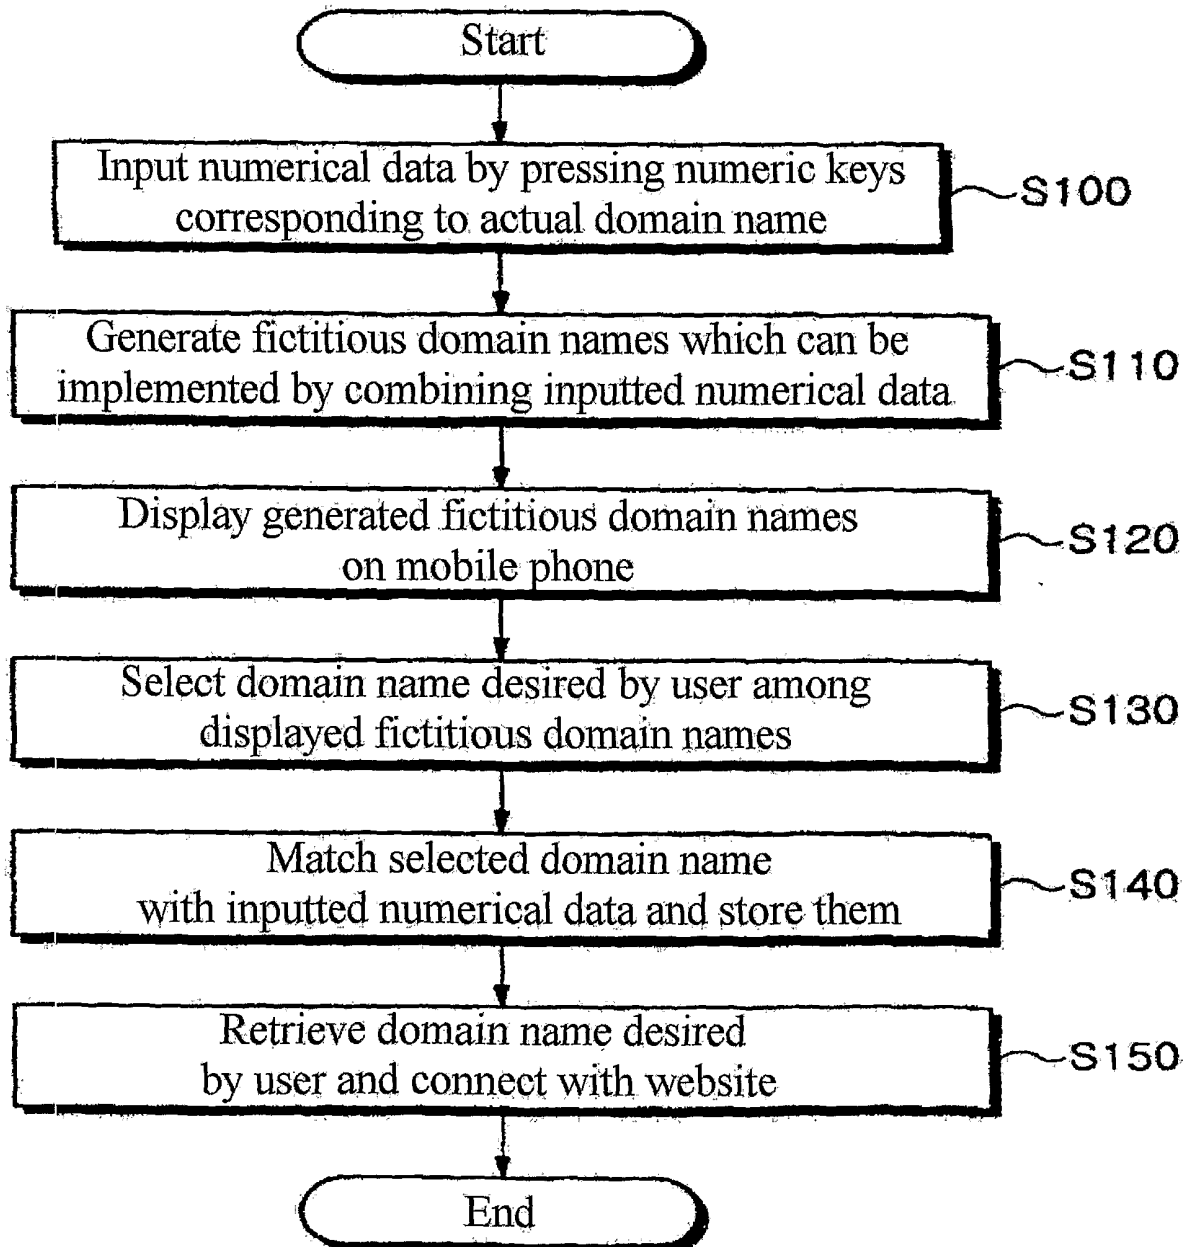 Start
Input numerical data by pressing numeric keys
corresponding to actual domain name
S100
Generate fictitious domain names which can be
implemented by combining inputted numerical data
S110
Display generated fictitious domain names
on mobile phone
S120
Select domain name desired by user among
displayed fictitious domain names
S130
Match selected domain name
with inputted numerical data and store them
S140
Retrieve domain name desired
by user and connect with website
S150
End